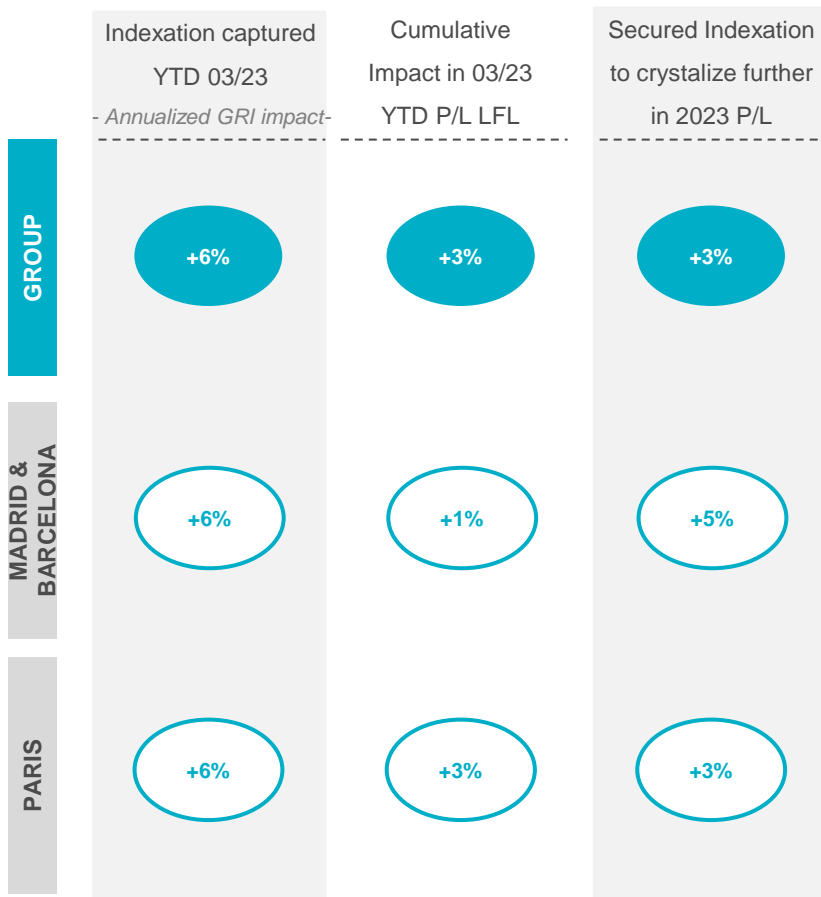 Indexation captured
YTD 03/23
- Annualized GRI impact-
Cumulative
Impact in 03/23
YTD P/L LFL
Secured Indexation
to crystalize further
in 2023 P/L
GROUP
+6%
+3%
+3%
MADRID &
BARCELONA
+6%
+1%
+5%
PARIS
+6%
+3%
+3%